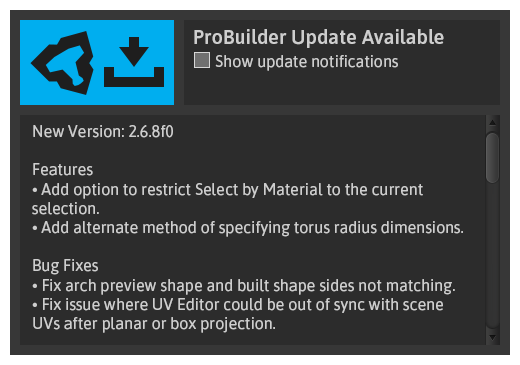 ProBuilder Update Available
Show update notifications
New Version: 2.6.8f0
Features
• Add option to restrict Select by Material to the current
selection.
• Add alternate method of specifying torus radius dimensions.
Bug Fixes
• Fix arch preview shape and built shape sides not matching.
• Fix issue where UV Editor could be out of sync with scene
UVs after planar or box projection.